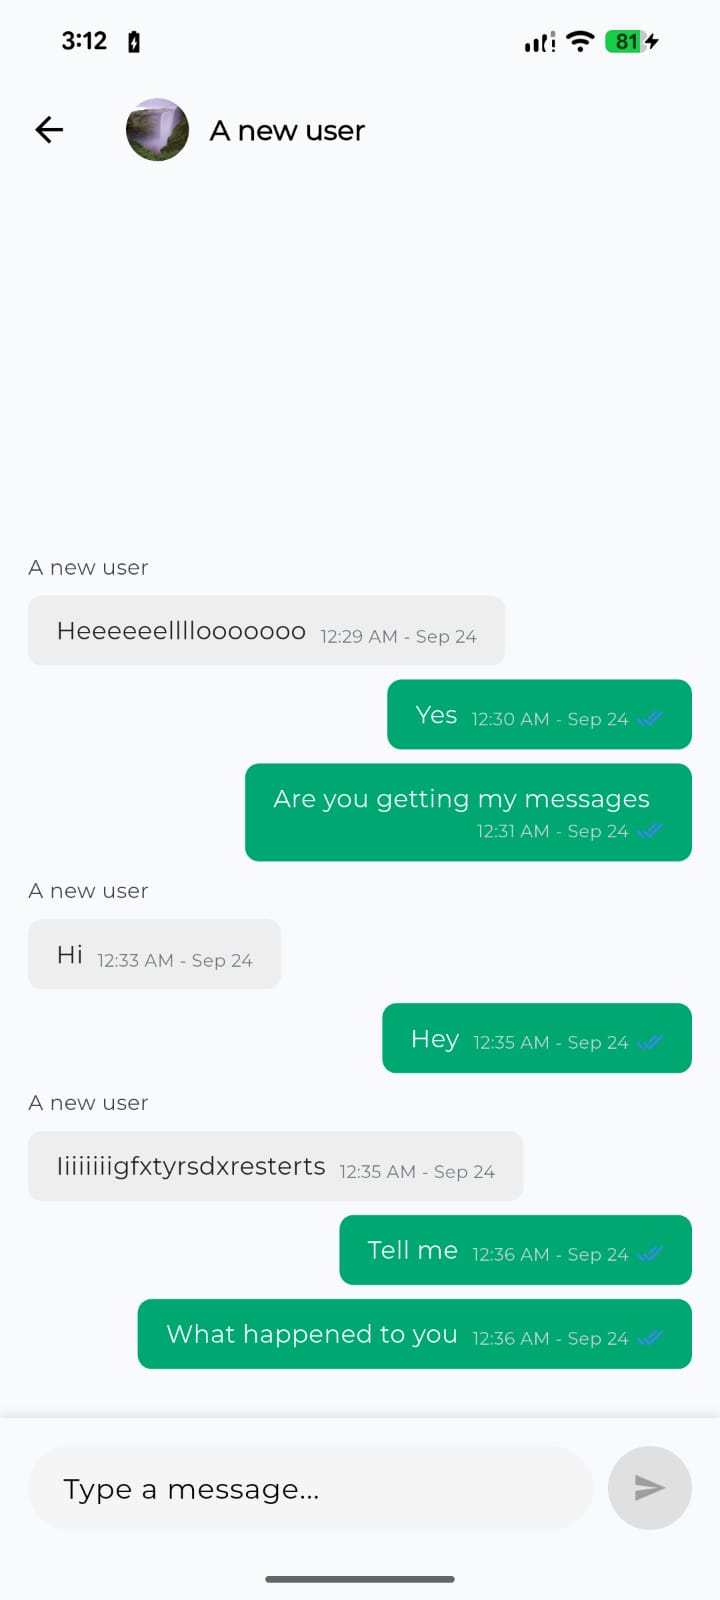 3:12
81
A new user
A new user
Heeeeeellllooooooo 12:29 AM - Sep 24
Yes 12:30 AM - Sep 24
Are you getting my messages
12:31 AM - Sep 24
A new user
Hi 12:33 AM - Sep 24
Hey 12:35 AM - Sep 24
A new user
Iiiiiiiigfxtyrsdxresterts 12:35 AM - Sep 24
Tell me 12:36 AM - Sep 24
What happened to you 12:36 AM - Sep 24
Type a message...